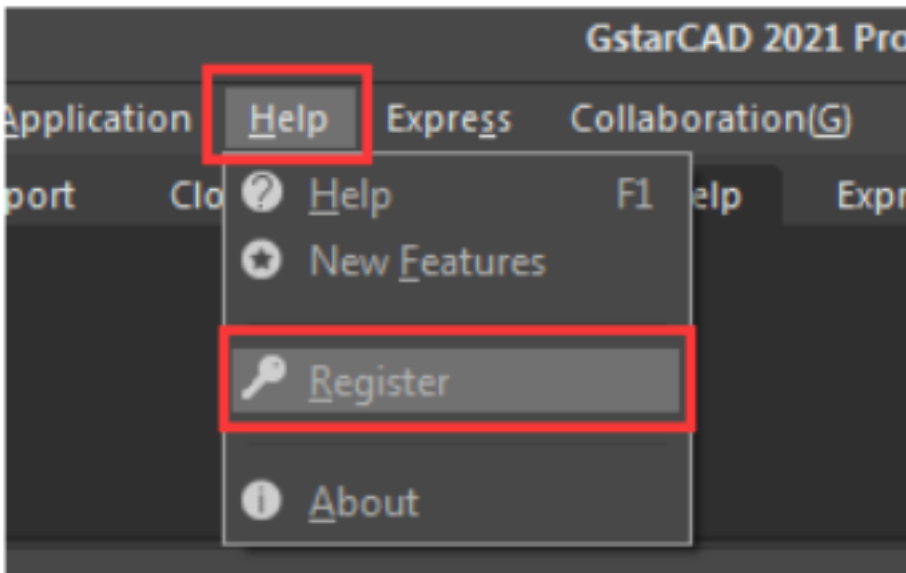 GstarCAD 2021 Pro
Application Help Express Collaboration(G)
port Clo elp Expr
Help F1
New Features
Register
About